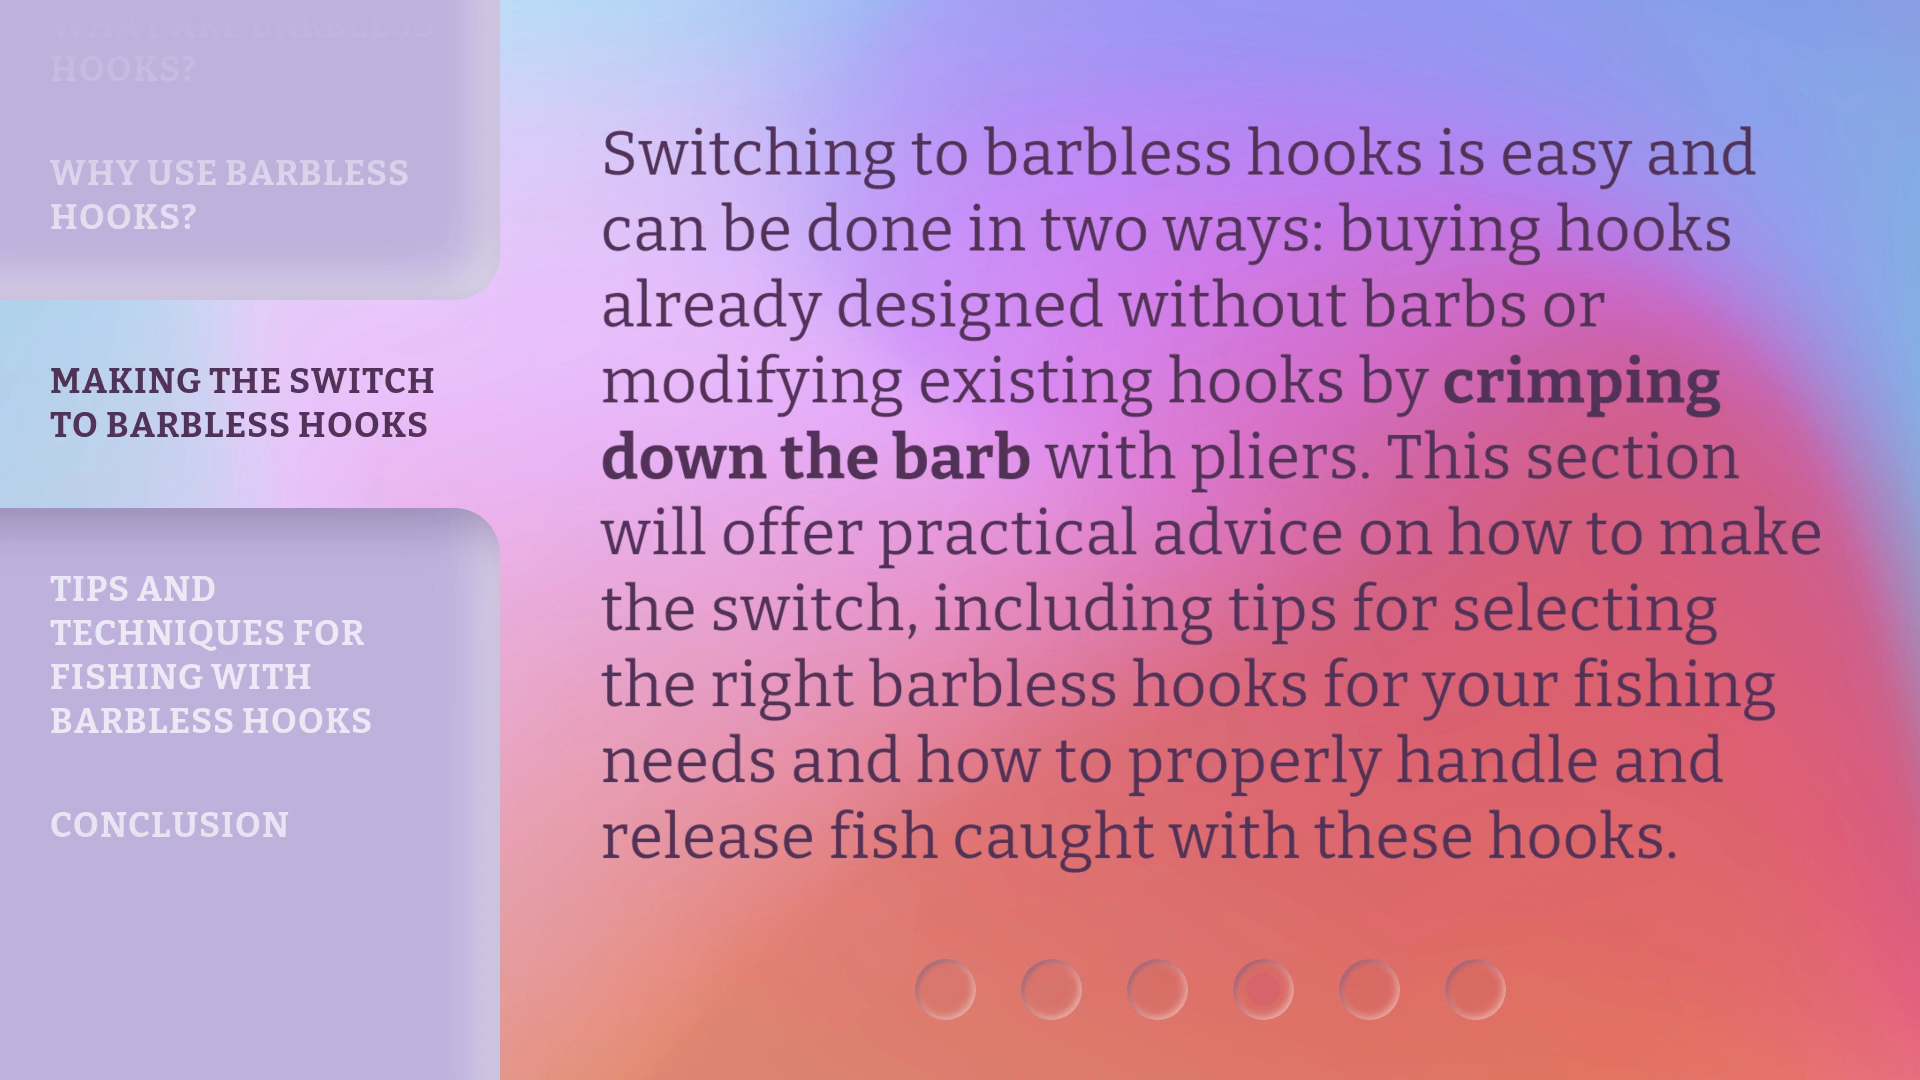 WHAT ARE BARBLESS
HOOKS?
WHY USE BARBLESS
HOOKS?
MAKING THE SWITCH
TO BARBLESS HOOKS
TIPS AND
TECHNIQUES FOR
FISHING WITH
BARBLESS HOOKS
CONCLUSION
Switching to barbless hooks is easy and
can be done in two ways: buying hooks
already designed without barbs or
modifying existing hooks by crimping
down the barb with pliers. This section
will offer practical advice on how to make
the switch, including tips for selecting
the right barbless hooks for your fishing
needs and how to properly handle and
release fish caught with these hooks.